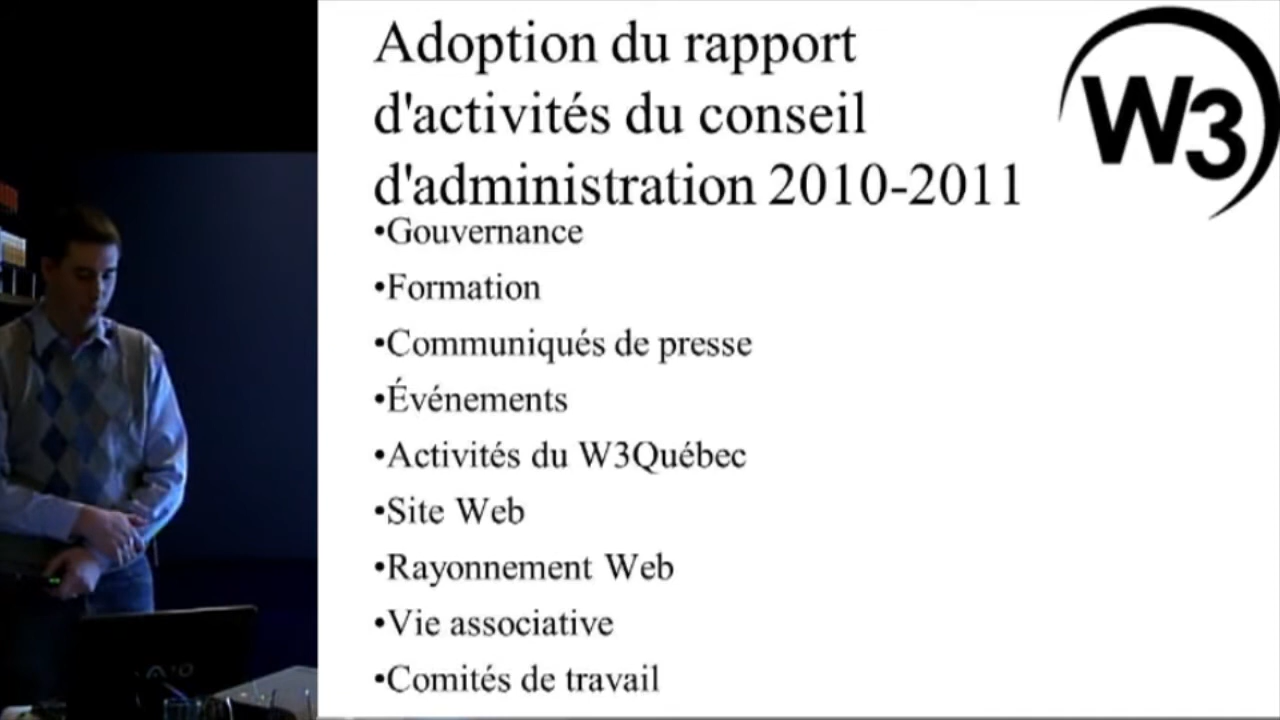 Adoption du rapport
d'activités du conseil
d'administration 2010-2011
W3
•Gouvernance
•Formation
•Communiqués de presse
•Événements
•Activités du W3Québec
•Site Web
•Rayonnement Web
•Vie associative
•Comités de travail
VAIO